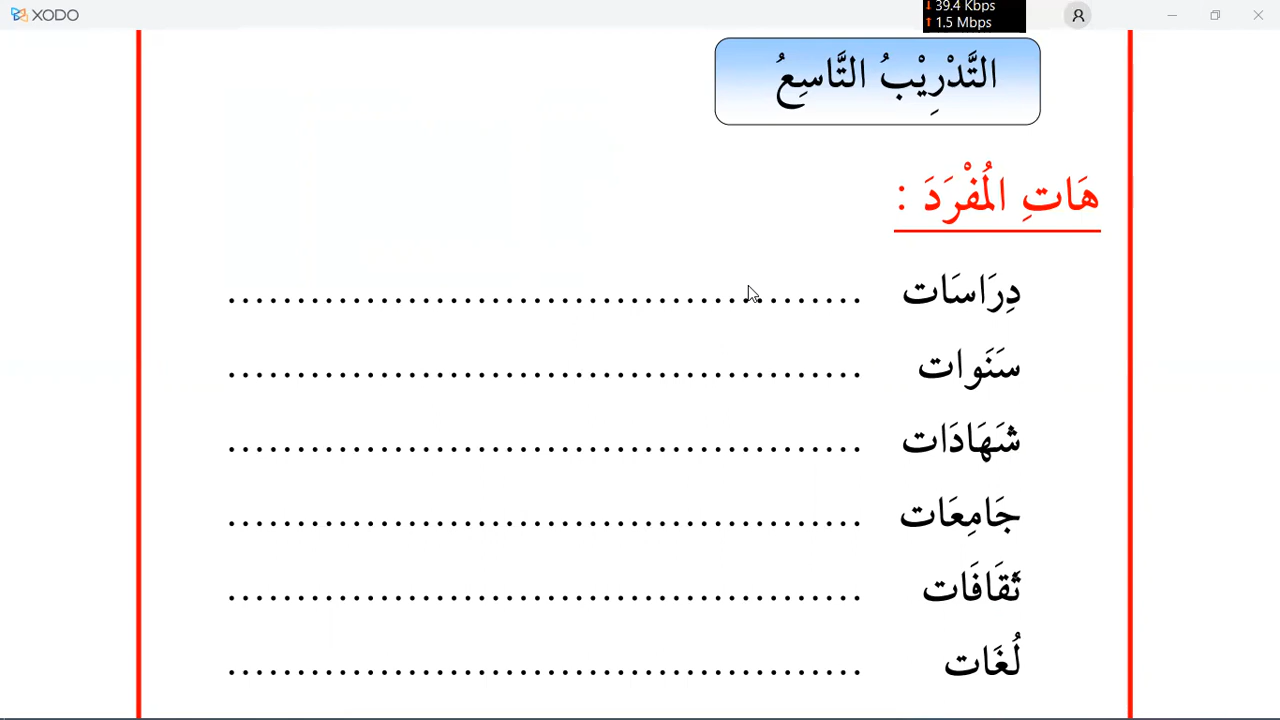 XODO
↓ 39.4 Kbps
↑ 1.5 Mbps
التَّدْرِيْبُ التَّاسِعُ
هَاتِ الْمُفْرَدَ :
دِرَاسَات ..............................................
سَنَوات ..............................................
شَهَادَات ..............................................
جَامِعَات ..............................................
ثَقَافَات ..............................................
لُغَات ..............................................